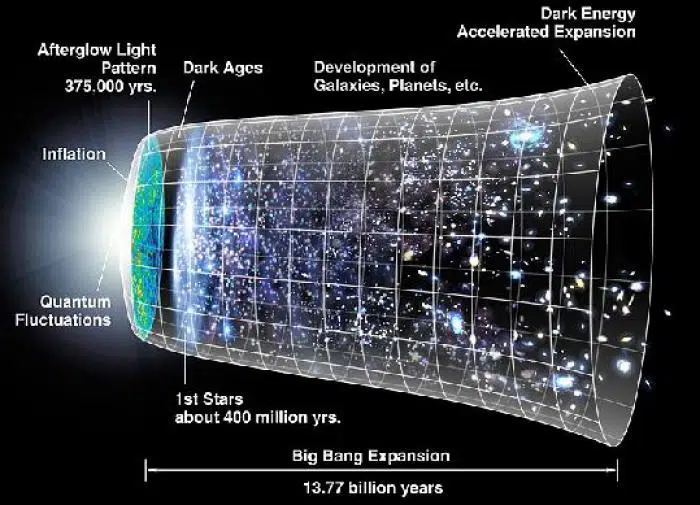 Dark Energy
Accelerated Expansion
Afterglow Light
Pattern
375.000 yrs.
Dark Ages
Development of
Galaxies, Planets, etc.
Inflation
Quantum
Fluctuations
1st Stars
about 400 million yrs.
Big Bang Expansion
13.77 billion years